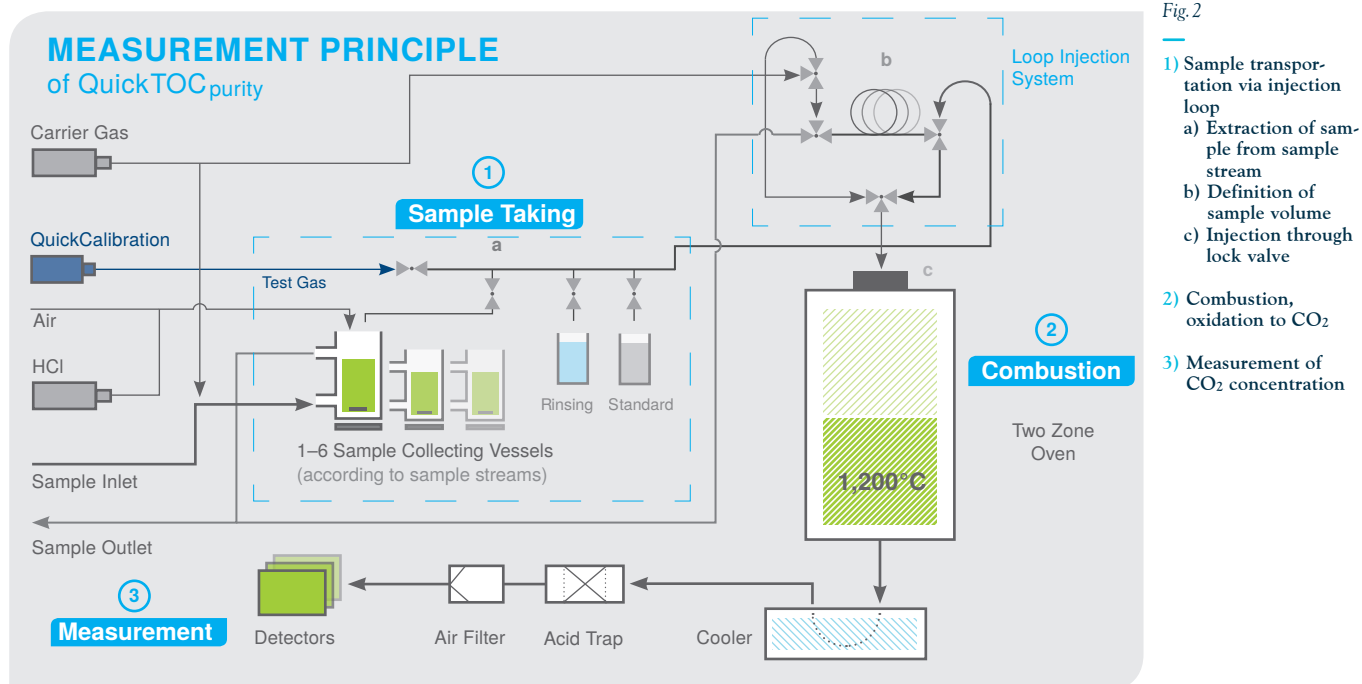 MEASUREMENT PRINCIPLE
of QuickTOCpurity
Carrier Gas
QuickCalibration
Air
HCl
Sample Inlet
Sample Outlet
1
Sample Taking
a
Test Gas
Rinsing
Standard
1–6 Sample Collecting Vessels
(according to sample streams)
b
Loop Injection
System
c
1,200°C
2
Combustion
Two Zone
Oven
3
Measurement
Detectors
Air Filter
Acid Trap
Cooler
Fig. 2
1) Sample transpor-
tation via injection
loop
a) Extraction of sam-
ple from sample
stream
b) Definition of
sample volume
c) Injection through
lock valve
2) Combustion,
oxidation to CO2
3) Measurement of
CO2 concentration